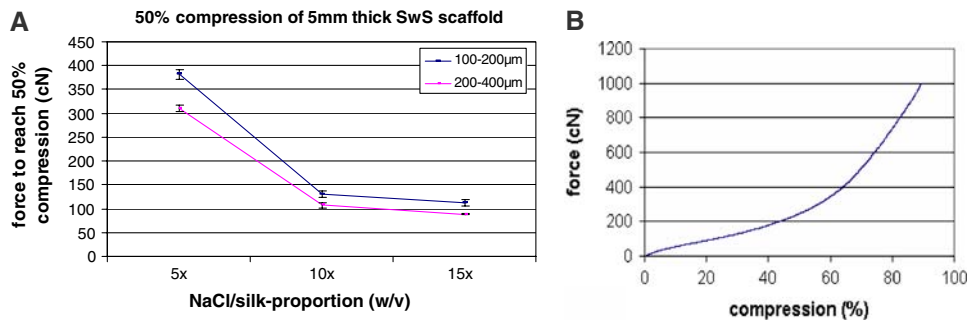 A
50% compression of 5mm thick SwS scaffold
force to reach 50%
compression (cN)
450
400
350
300
250
200
150
100
50
0
100-200µm
200-400µm
5x
10x
15x
NaCl/silk-proportion (w/v)
B
force (cN)
1200
1000
800
600
400
200
0
0
20
40
60
80
100
compression (%)